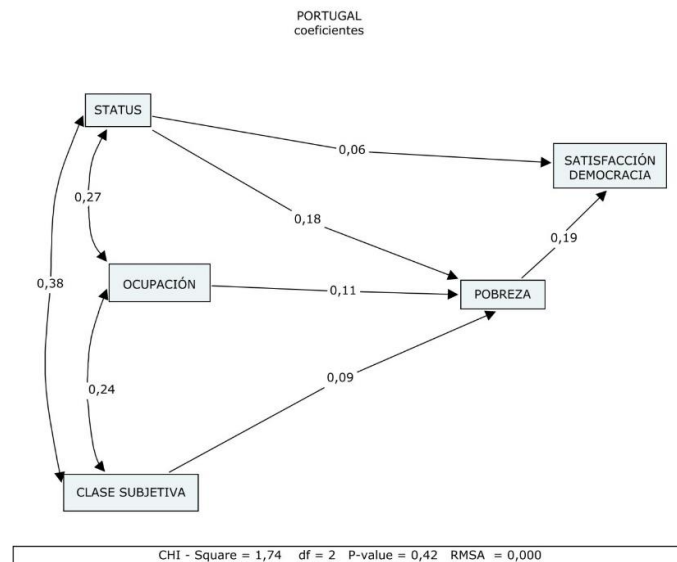 PORTUGAL
coeficientes
STATUS
0,06
SATISFACCIÓN
DEMOCRACIA
0,27
0,18
0,19
0,38
OCUPACIÓN
0,11
POBREZA
0,24
0,09
CLASE SUBJETIVA
CHI - Square = 1,74 df = 2 P-value = 0,42 RMSA = 0,000